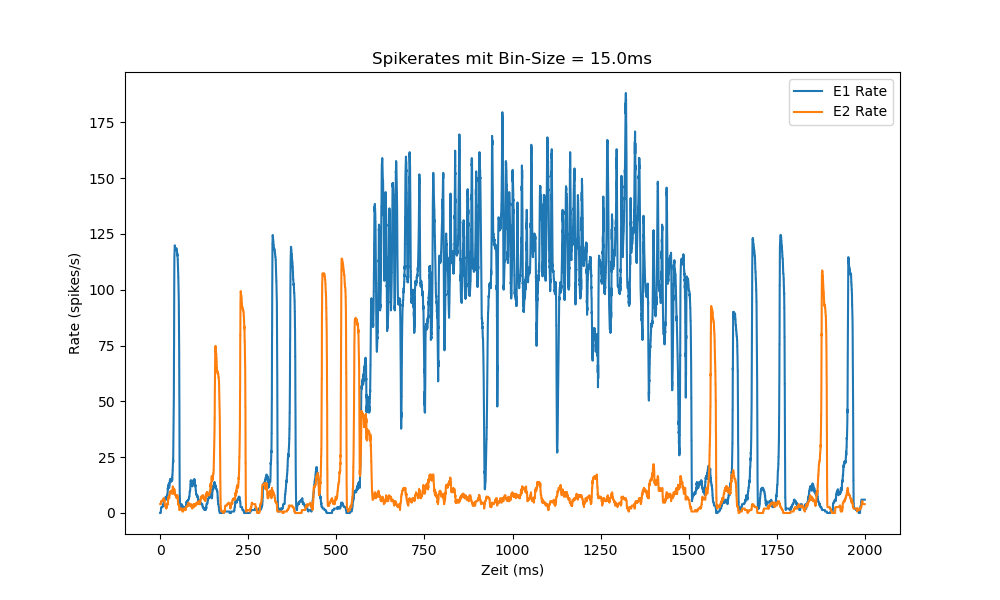 Spikerates mit Bin-Size = 15.0ms
E1 Rate
E2 Rate
175
150
125
100
75
50
25
0
Rate (spikes/s)
0 250 500 750 1000 1250 1500 1750 2000
Zeit (ms)